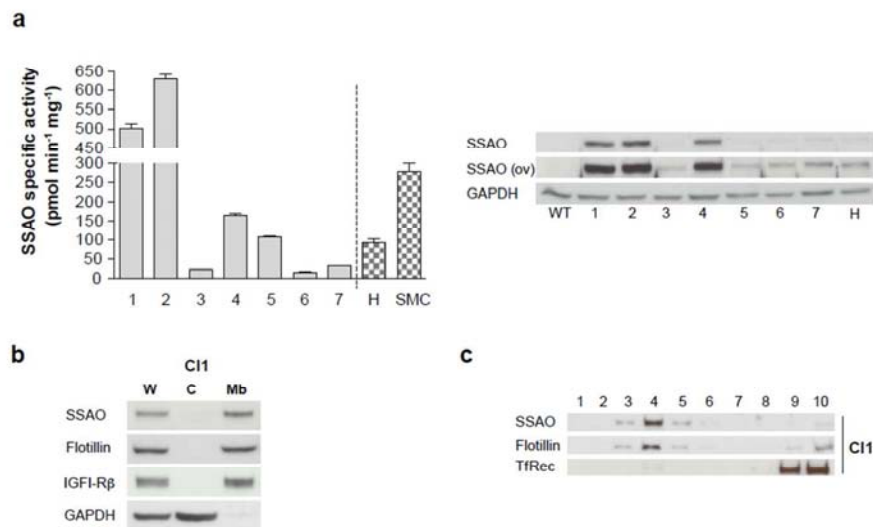 a
SSAO specific activity
(pmol min-1 mg-1)
650
600
550
500
450
300
250
200
150
100
50
0
1 2 3 4 5 6 7 H SMC
SSAO
SSAO (ov)
GAPDH
WT 1 2 3 4 5 6 7 H
b
Cl1
W C Mb
SSAO
Flotillin
IGFI-Rβ
GAPDH
c
1 2 3 4 5 6 7 8 9 10
SSAO
Flotillin
TfRec
Cl1